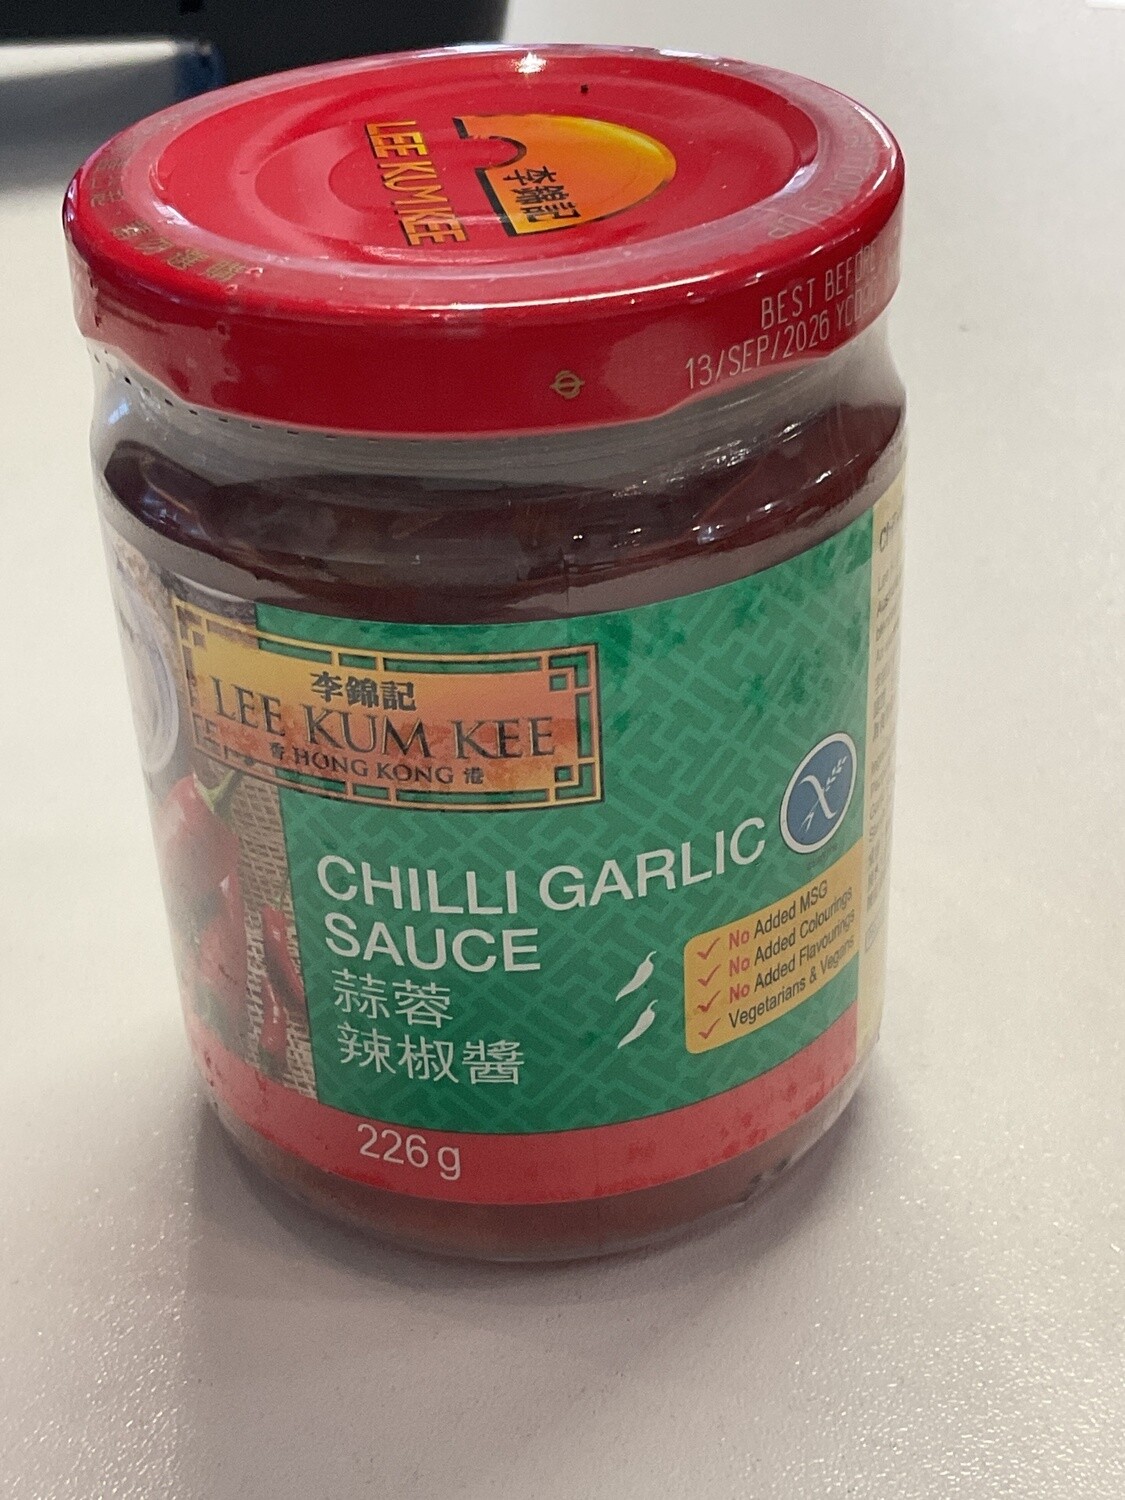 LEE KUM KEE
李錦記
BEST BEFORE
13/SEP/2026
李錦記
LEE KUM KEE
香 HONG KONG 港
CHILLI GARLIC
SAUCE
蒜蓉
辣椒醬
No Added MSG
No Added Colourings
No Added Flavourings
Vegetarians & Vegans
226 g